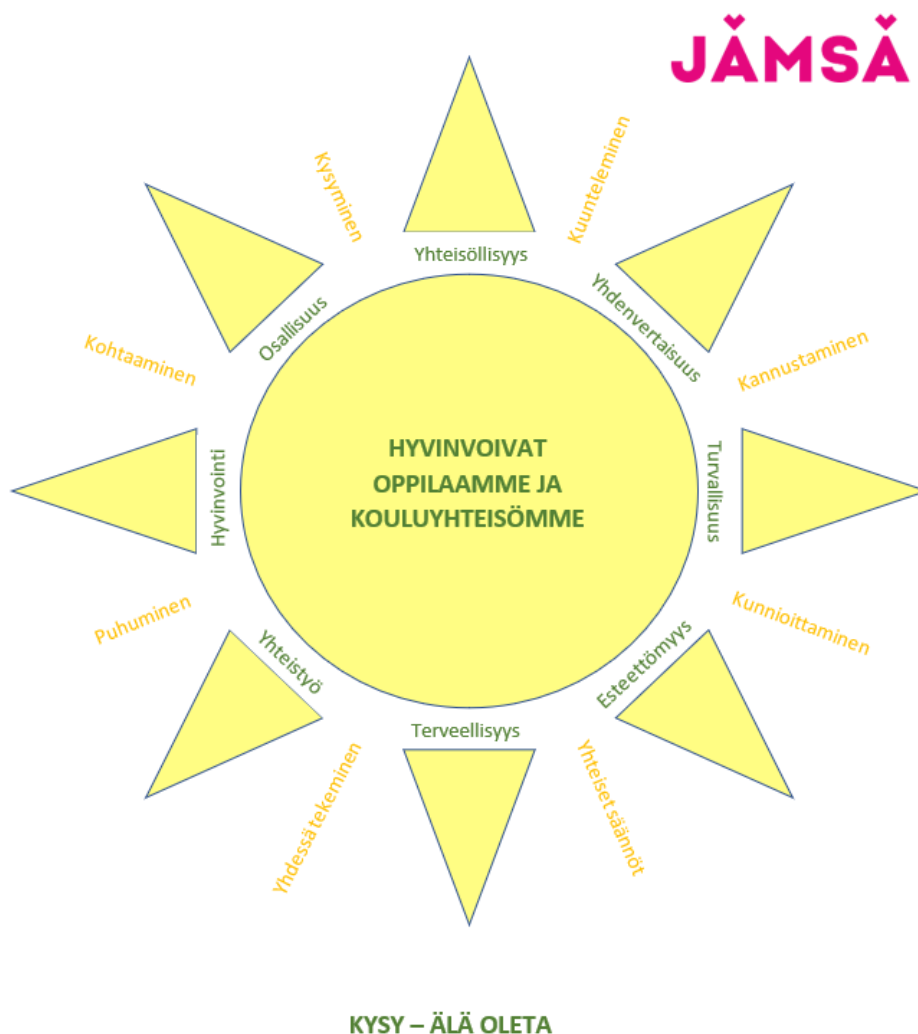 JÄMSÄ
Kysyminen
Kuunteleminen
Yhteisöllisyys
Osallisuus
Yhdenvertaisuus
Kohtaaminen
Kannustaminen
HYVINVOIVAT
OPPILAAMME JA
KOULUYHTEISÖMME
Hyvinvointi
Turvallisuus
Puhuminen
Kunnioittaminen
Yhteistyö
Esteettömyys
Terveellisyys
Yhdessä tekeminen
Yhteiset säännöt
KYSY – ÄLÄ OLETA